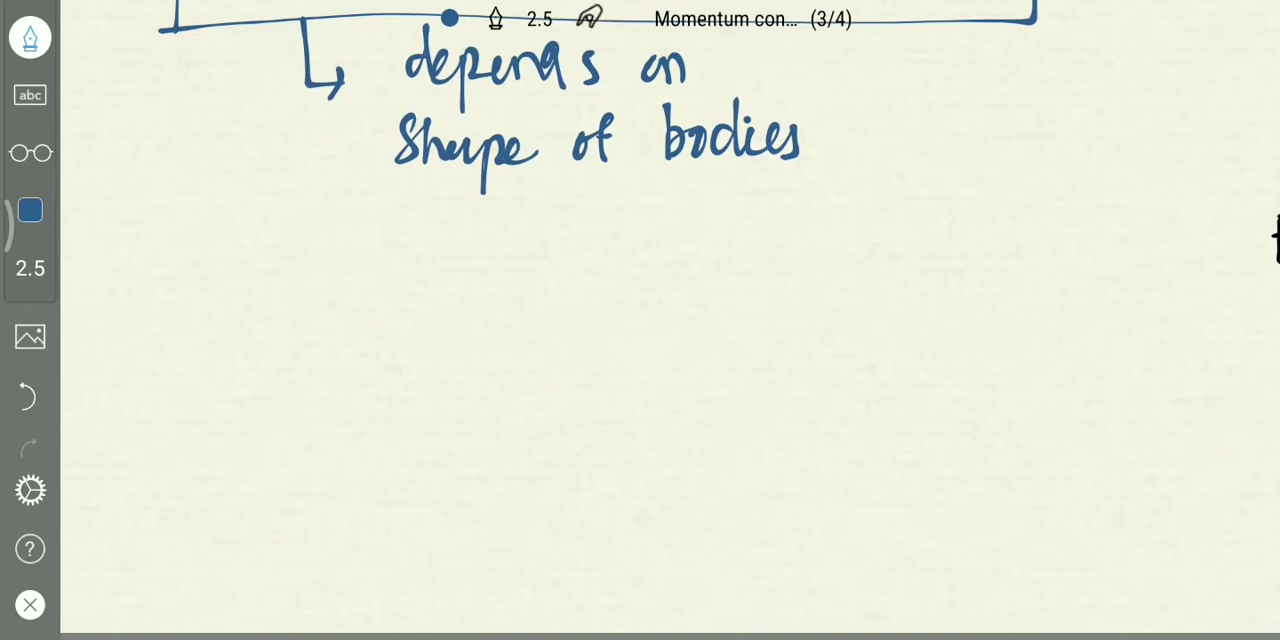 2.5 Momentum con... (3/4)
depends on
Shape of bodies
abc
2.5
?